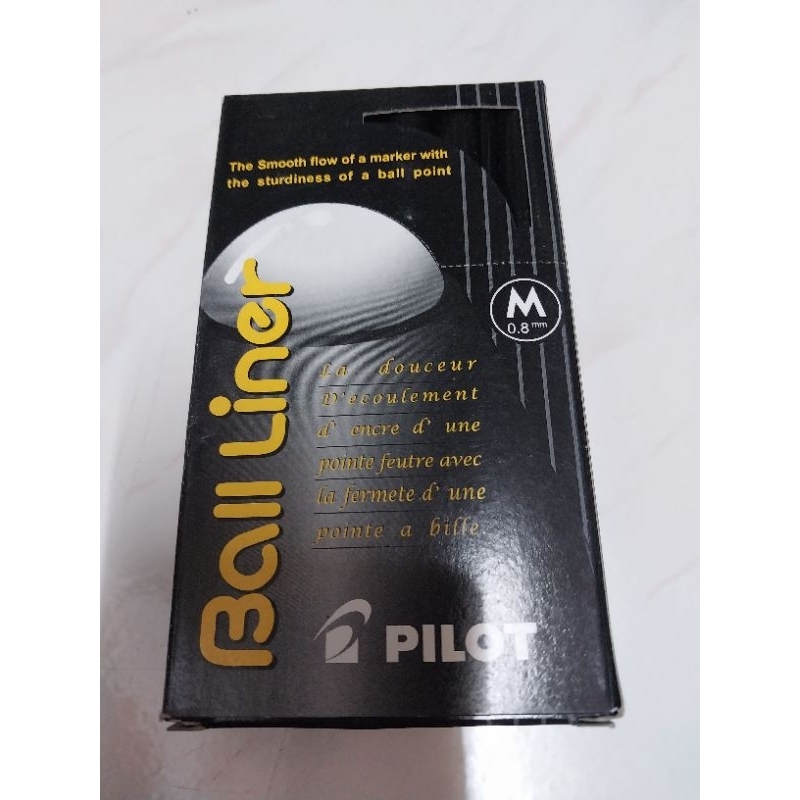 The Smooth flow of a marker with
the sturdiness of a ball point
Ball Liner
M
0.8mm
La douceur
D'ecoulement
d' encre d' une
pointe feutre avec
la fermete d' une
pointe a bille.
PILOT